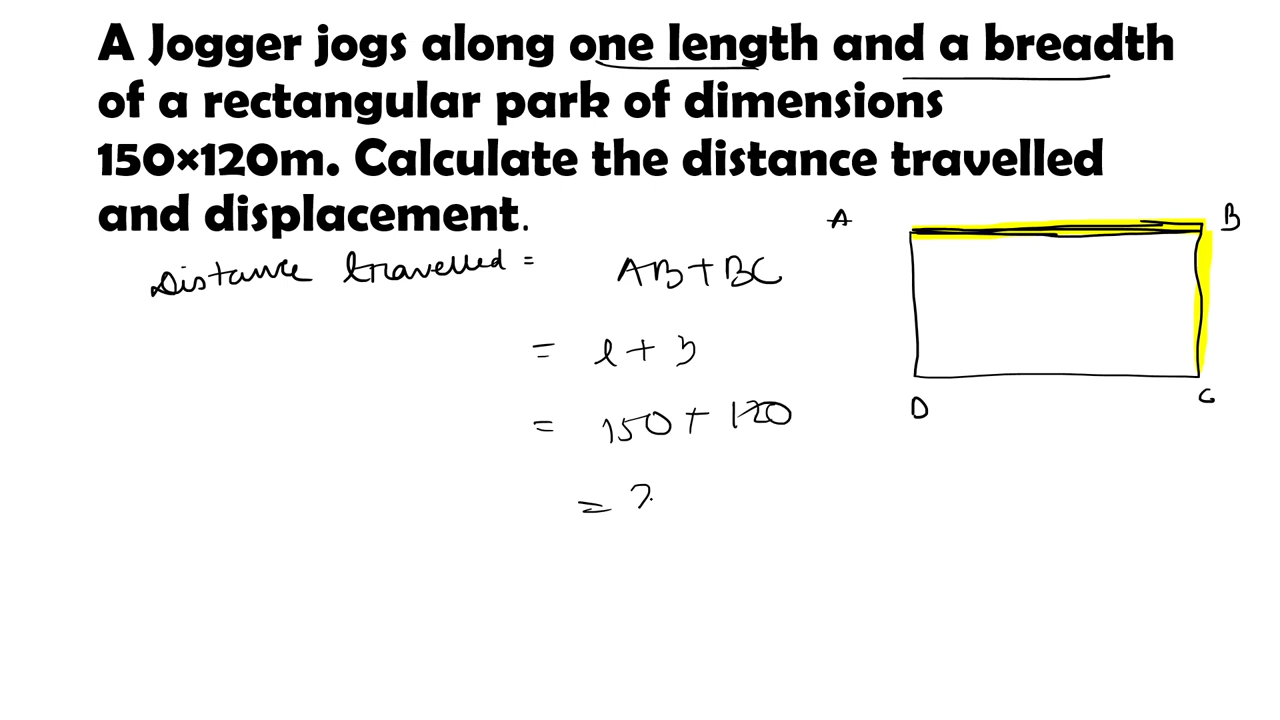 A Jogger jogs along one length and a breadth
of a rectangular park of dimensions
150×120m. Calculate the distance travelled
and displacement.
A B
Distance travelled = AB+BC
= l + b
D C
= 150 + 120
= 2